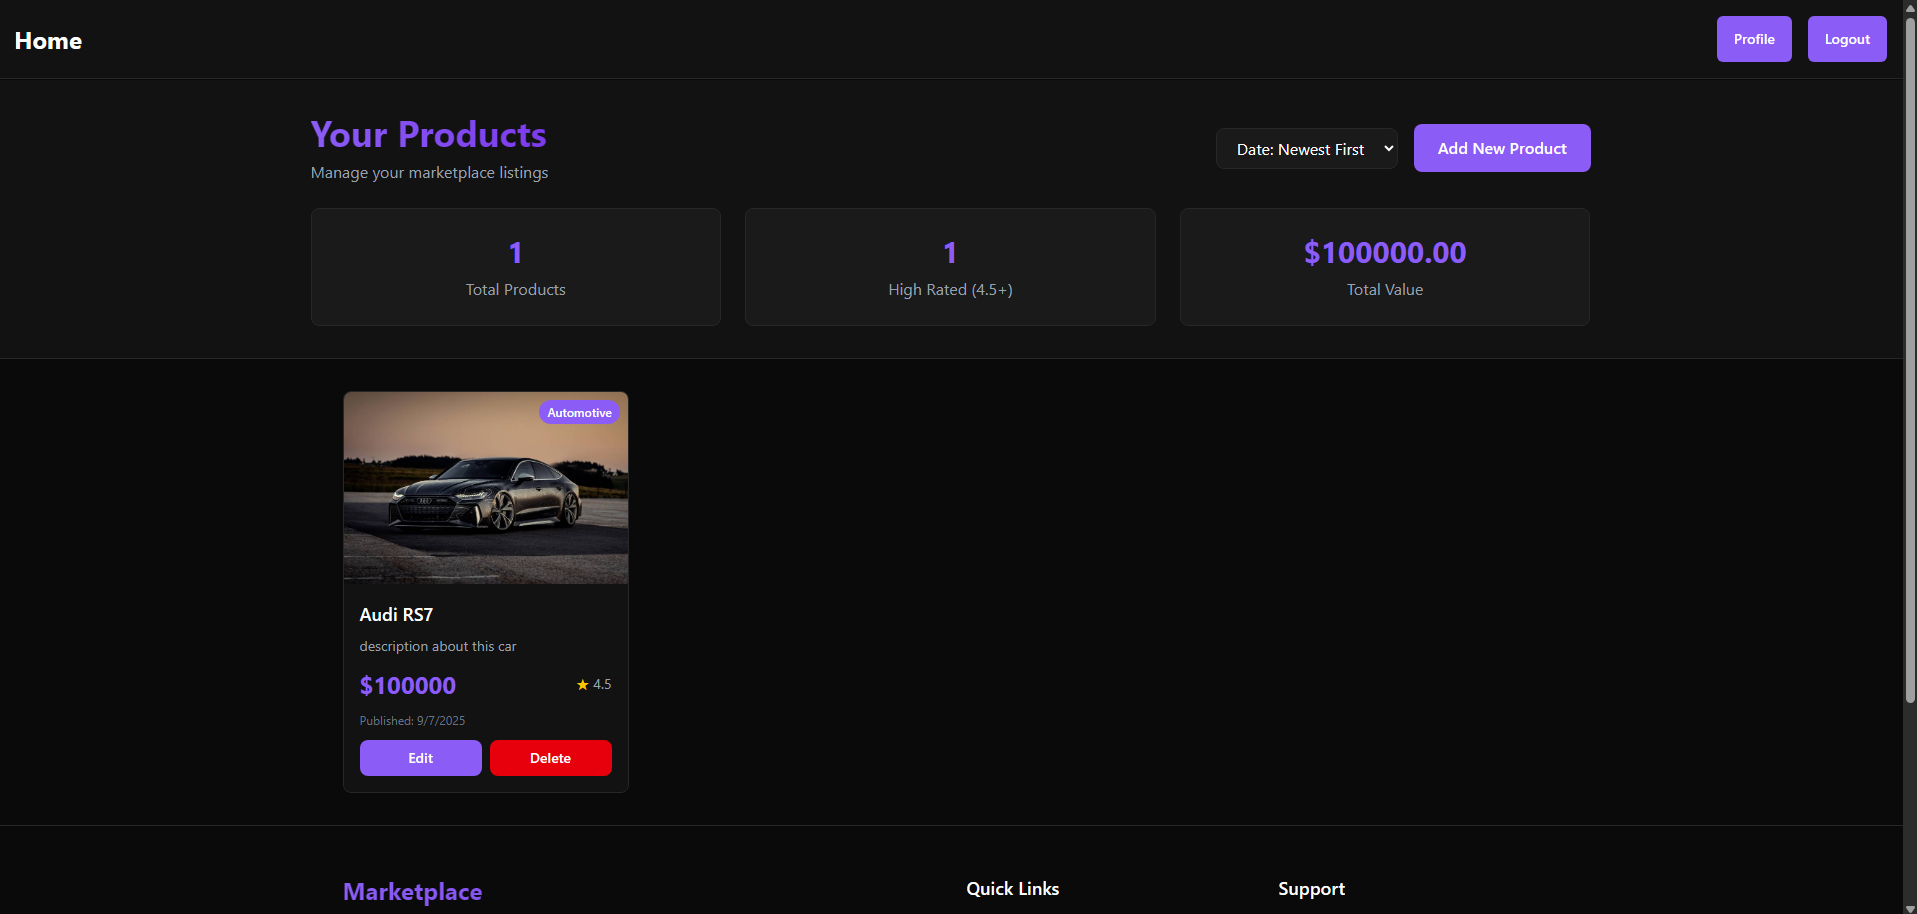 Home
Profile
Logout
Your Products
Manage your marketplace listings
Date: Newest First
Add New Product
1
Total Products
1
High Rated (4.5+)
$100000.00
Total Value
Automotive
Audi RS7
description about this car
$100000
★ 4.5
Published: 9/7/2025
Edit
Delete
Marketplace
Quick Links
Support